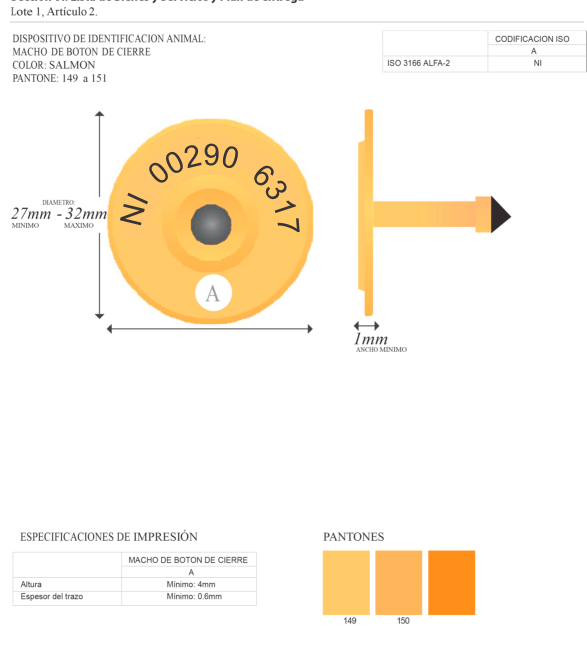 Lote 1, Artículo 2.
DISPOSITIVO DE IDENTIFICACION ANIMAL:
MACHO DE BOTON DE CIERRE
COLOR: SALMON
PANTONE: 149 a 151
CODIFICACION ISO
A
ISO 3166 ALFA-2 NI
DIAMETRO:
27mm - 32mm
MINIMO MAXIMO
NI 00290 6317
A
1mm
ANCHO MINIMO
ESPECIFICACIONES DE IMPRESIÓN
MACHO DE BOTON DE CIERRE
A
Altura Mínimo: 4mm
Espesor del trazo Mínimo: 0.6mm
PANTONES
149 150